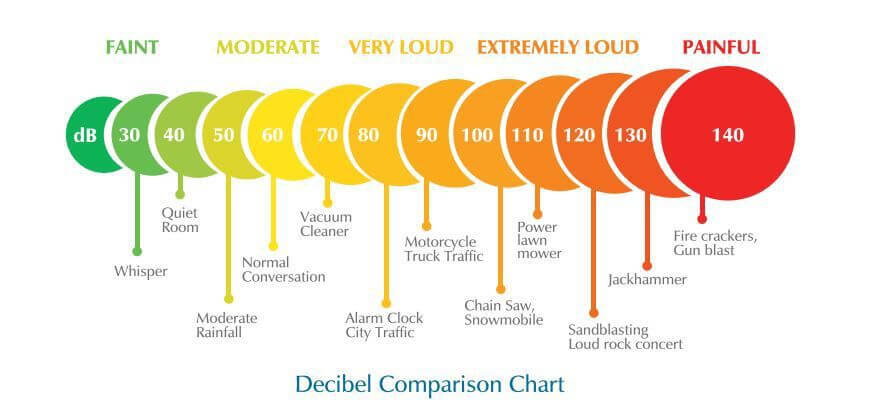 FAINT
MODERATE
VERY LOUD
EXTREMELY LOUD
PAINFUL
dB
30
40
50
60
70
80
90
100
110
120
130
140
Whisper
Quiet
Room
Moderate
Rainfall
Normal
Conversation
Vacuum
Cleaner
Alarm Clock
City Traffic
Motorcycle
Truck Traffic
Chain Saw,
Snowmobile
Power
lawn
mower
Sandblasting
Loud rock concert
Jackhammer
Fire crackers,
Gun blast
Decibel Comparison Chart